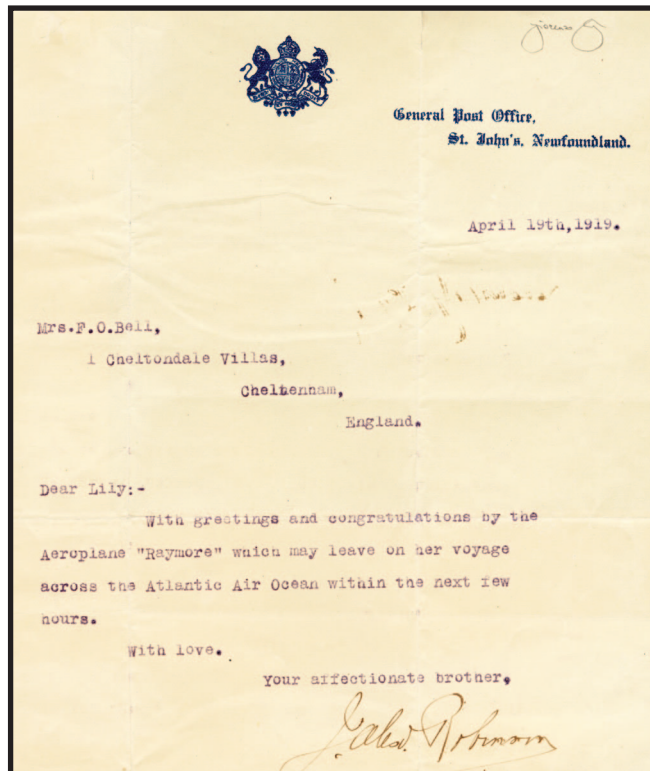 General Post Office,
St. John's, Newfoundland.
April 19th,1919.
Mrs.F.O.Bell,
1 Cheltondale Villas,
Cheltenham,
England.
Dear Lily:-
With greetings and congratulations by the
Aeroplane "Raymore" which may leave on her voyage
across the Atlantic Air Ocean within the next few
hours.
With love.
Your affectionate brother,
J. Alex. Robinson